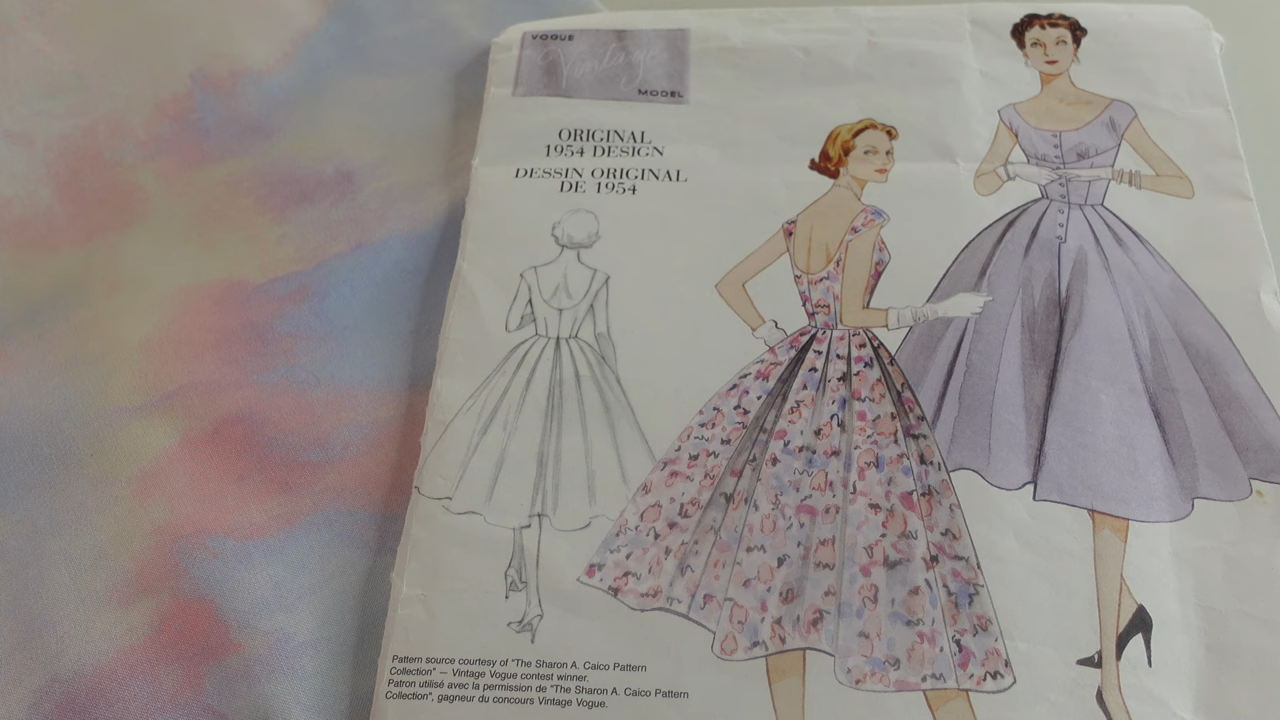 VOGUE
Vintage
MODEL
ORIGINAL
1954 DESIGN
DESSIN ORIGINAL
DE 1954
Pattern source courtesy of "The Sharon A. Caico Pattern
Collection" — Vintage Vogue contest winner.
Patron utilisé avec la permission de "The Sharon A. Caico Pattern
Collection", gagneur du concours Vintage Vogue.